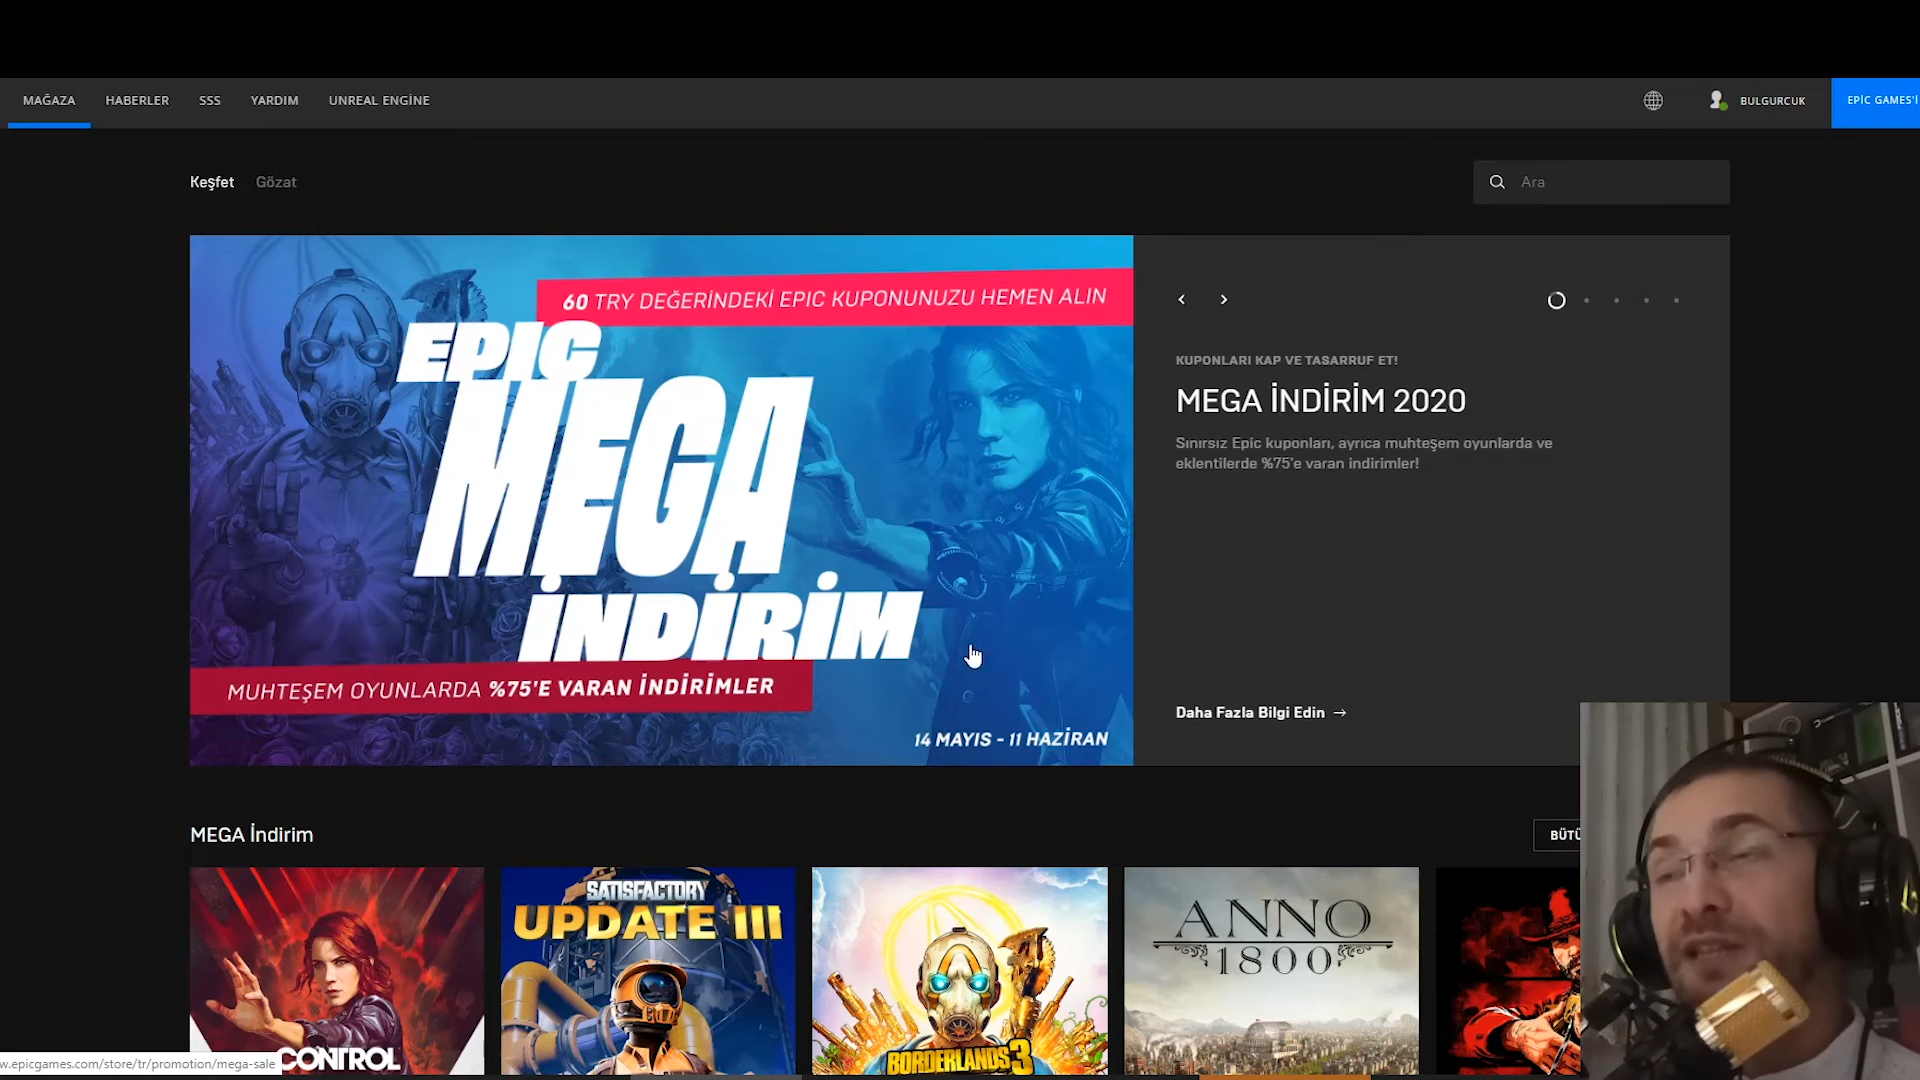 MAĞAZA
HABERLER
SSS
YARDIM
UNREAL ENGİNE
BULGURCUK
EPİC GAMES'İ
Keşfet
Gözat
Ara
60 TRY DEĞERİNDEKİ EPIC KUPONUNUZU HEMEN ALIN
EPIC
MEGA
İNDİRİM
MUHTEŞEM OYUNLARDA %75'E VARAN İNDİRİMLER
14 MAYIS - 11 HAZİRAN
KUPONLARI KAP VE TASARRUF ET!
MEGA İNDİRİM 2020
Sınırsız Epic kuponları, ayrıca muhteşem oyunlarda ve
eklentilerde %75'e varan indirimler!
Daha Fazla Bilgi Edin →
MEGA İndirim
BÜTÜ
CONTROL
SATISFACTORY
UPDATE III
BORDERLANDS 3
ANNO
1800
w.epicgames.com/store/tr/promotion/mega-sale